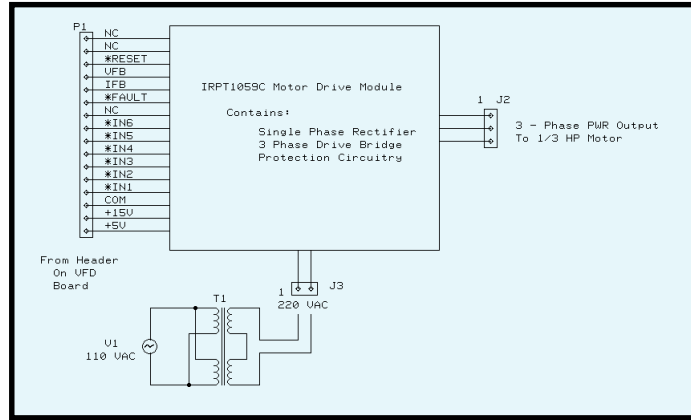 P1
NC
NC
*RESET
VFB
IFB
*FAULT
NC
*IN6
*IN5
*IN4
*IN3
*IN2
*IN1
COM
+15V
+5V
From Header
On VFD
Board
IRPT1059C Motor Drive Module
Contains:
Single Phase Rectifier
3 Phase Drive Bridge
Protection Circuitry
1 J2
3 - Phase PWR Output
To 1/3 HP Motor
1 J3
220 VAC
T1
V1
110 VAC